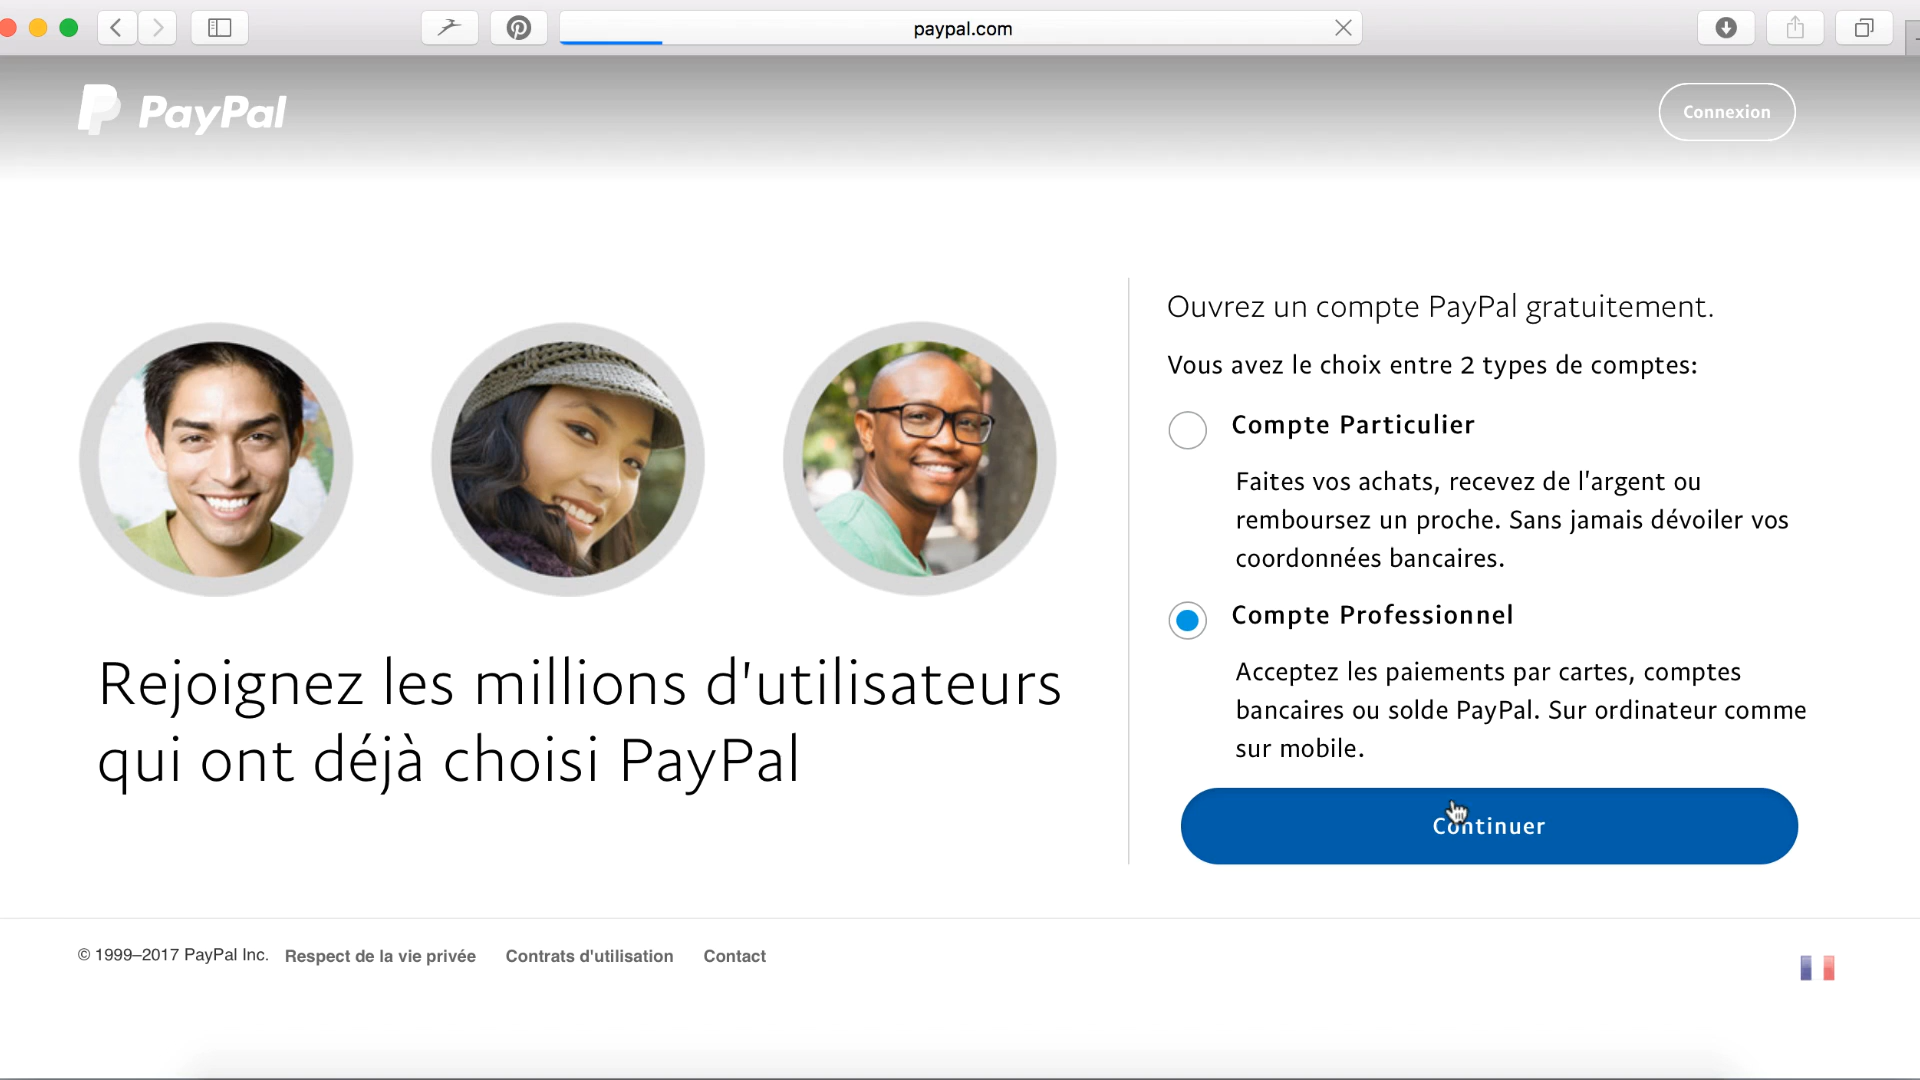 paypal.com
PayPal
Connexion
Ouvrez un compte PayPal gratuitement.
Vous avez le choix entre 2 types de comptes:
Compte Particulier
Faites vos achats, recevez de l'argent ou
remboursez un proche. Sans jamais dévoiler vos
coordonnées bancaires.
Compte Professionnel
Acceptez les paiements par cartes, comptes
bancaires ou solde PayPal. Sur ordinateur comme
sur mobile.
Continuer
Rejoignez les millions d'utilisateurs
qui ont déjà choisi PayPal
© 1999–2017 PayPal Inc. Respect de la vie privée Contrats d'utilisation Contact